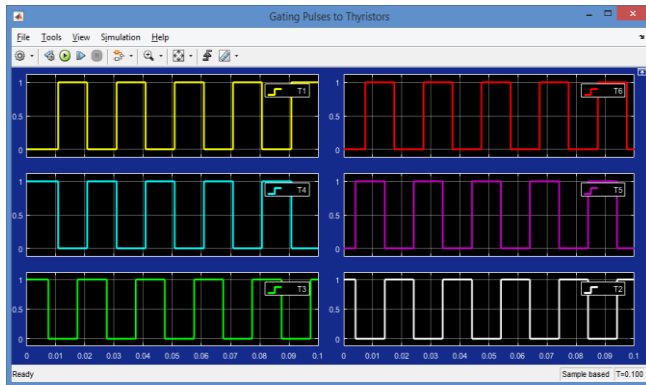 Gating Pulses to Thyristors
File Tools View Simulation Help
1 T1 1 T6
0.5 0.5
0 0
1 T4 1 T5
0.5 0.5
0 0
1 T3 1 T2
0.5 0.5
0 0
0 0.01 0.02 0.03 0.04 0.05 0.06 0.07 0.08 0.09 0.1 0 0.01 0.02 0.03 0.04 0.05 0.06 0.07 0.08 0.09 0.1
Ready Sample based T=0.100